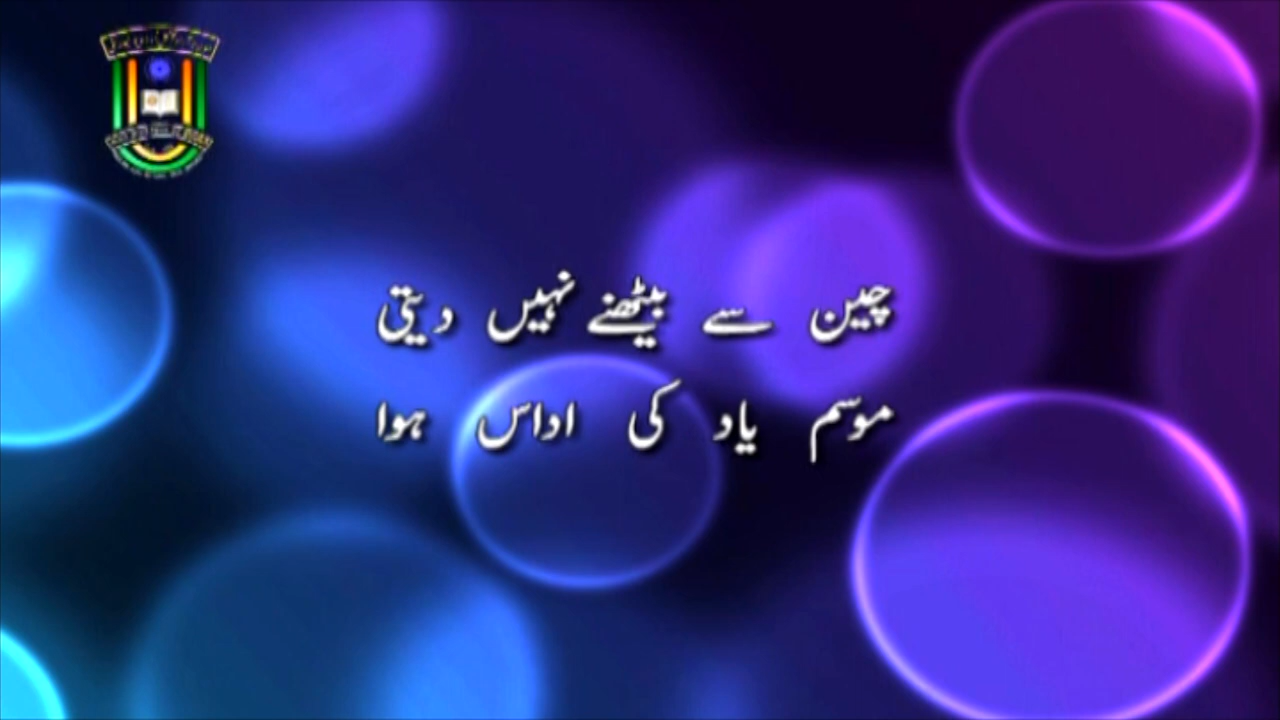 چین سے بیٹھنے نہیں دیتی
موسم یاد کی اداس ہوا